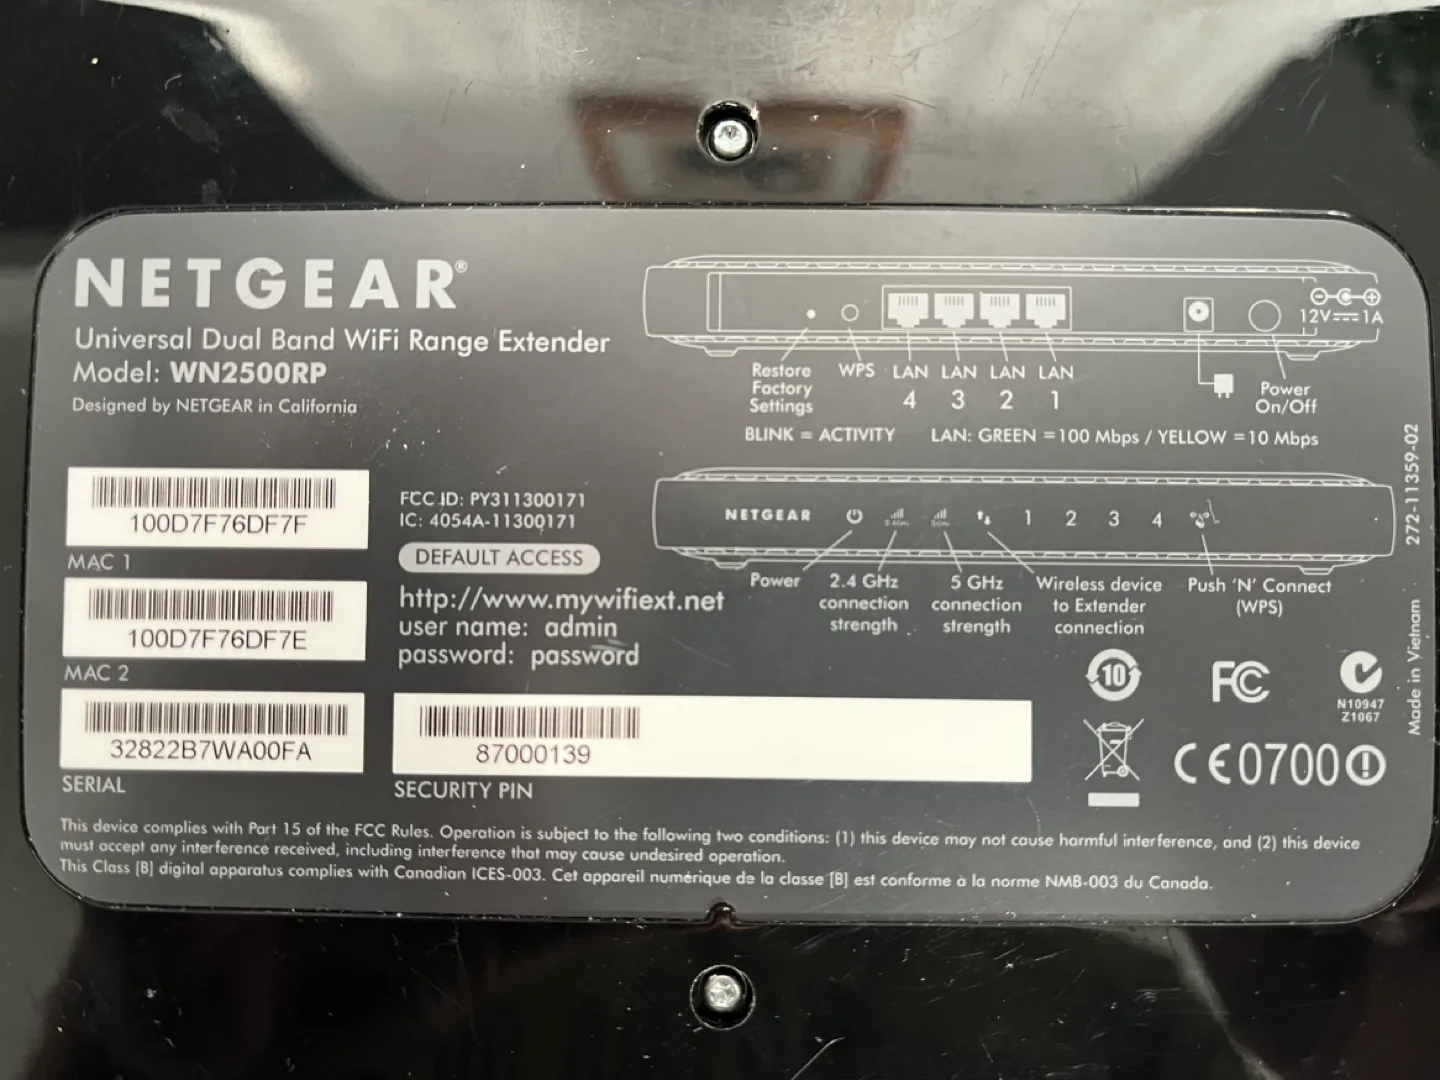 NETGEAR®
Universal Dual Band WiFi Range Extender
Model: WN2500RP
Designed by NETGEAR in California
12V⎓1A
Restore
Factory
Settings
WPS
LAN LAN LAN LAN
4 3 2 1
Power
On/Off
BLINK = ACTIVITY LAN: GREEN =100 Mbps / YELLOW =10 Mbps
100D7F76DF7F
MAC 1
100D7F76DF7E
MAC 2
32822B7WA00FA
SERIAL
FCC ID: PY311300171
IC: 4054A-11300171
DEFAULT ACCESS
http://www.mywifiext.net
user name: admin
password: password
87000139
SECURITY PIN
NETGEAR 1 2 3 4
Power
2.4 GHz
connection
strength
5 GHz
connection
strength
Wireless device
to Extender
connection
Push 'N' Connect
(WPS)
10
FC
N10947
Z1067
CE0700
272-11359-02
Made in Vietnam
This device complies with Part 15 of the FCC Rules. Operation is subject to the following two conditions: (1) this device may not cause harmful interference, and (2) this device
must accept any interference received, including interference that may cause undesired operation.
This Class [B] digital apparatus complies with Canadian ICES-003. Cet appareil numérique de la classe [B] est conforme à la norme NMB-003 du Canada.